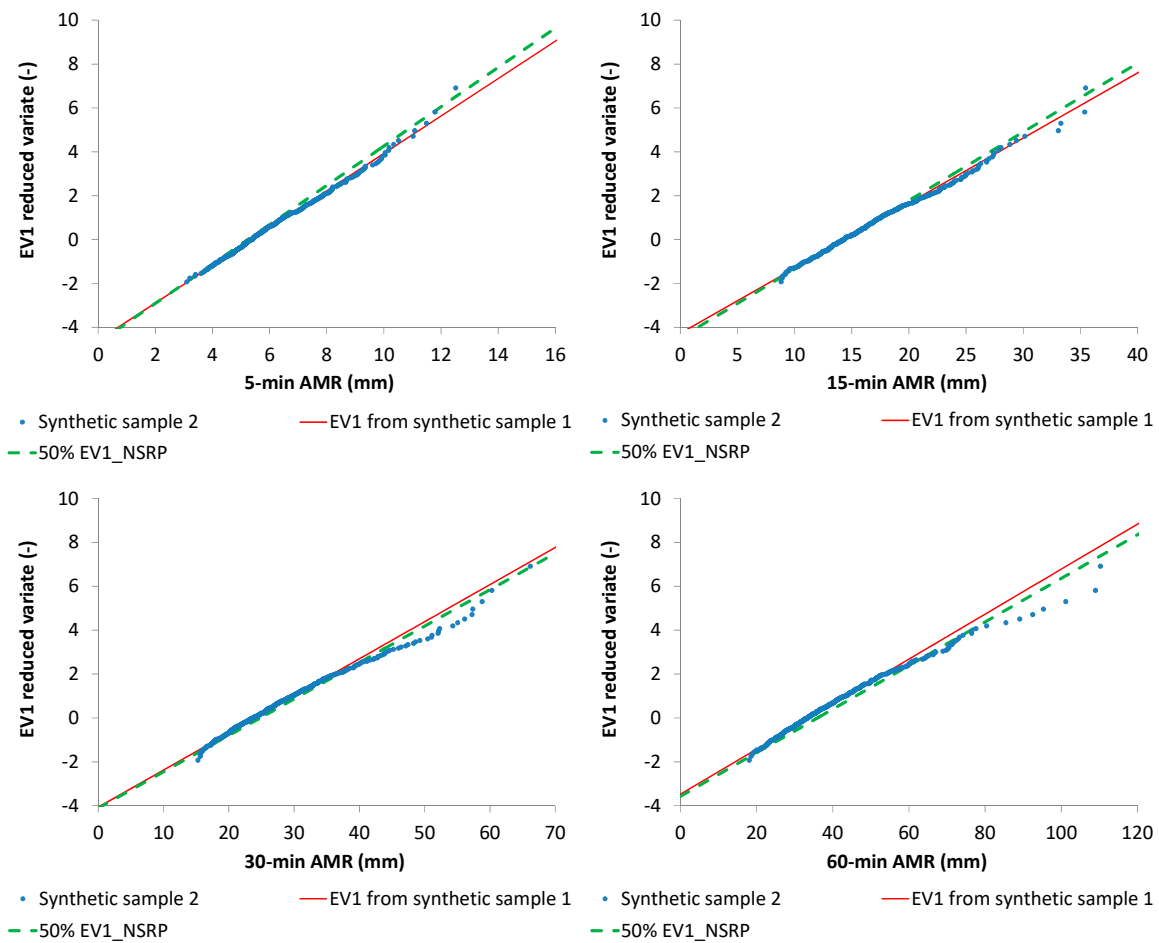 10
8
6
4
2
0
-2
-4
EV1 reduced variate (-)
0 2 4 6 8 10 12 14 16
5-min AMR (mm)
Synthetic sample 2 EV1 from synthetic sample 1
50% EV1_NSRP
10
8
6
4
2
0
-2
-4
EV1 reduced variate (-)
0 5 10 15 20 25 30 35 40
15-min AMR (mm)
Synthetic sample 2 EV1 from synthetic sample 1
50% EV1_NSRP
10
8
6
4
2
0
-2
-4
EV1 reduced variate (-)
0 10 20 30 40 50 60 70
30-min AMR (mm)
Synthetic sample 2 EV1 from synthetic sample 1
50% EV1_NSRP
10
8
6
4
2
0
-2
-4
EV1 reduced variate (-)
0 20 40 60 80 100 120
60-min AMR (mm)
Synthetic sample 2 EV1 from synthetic sample 1
50% EV1_NSRP